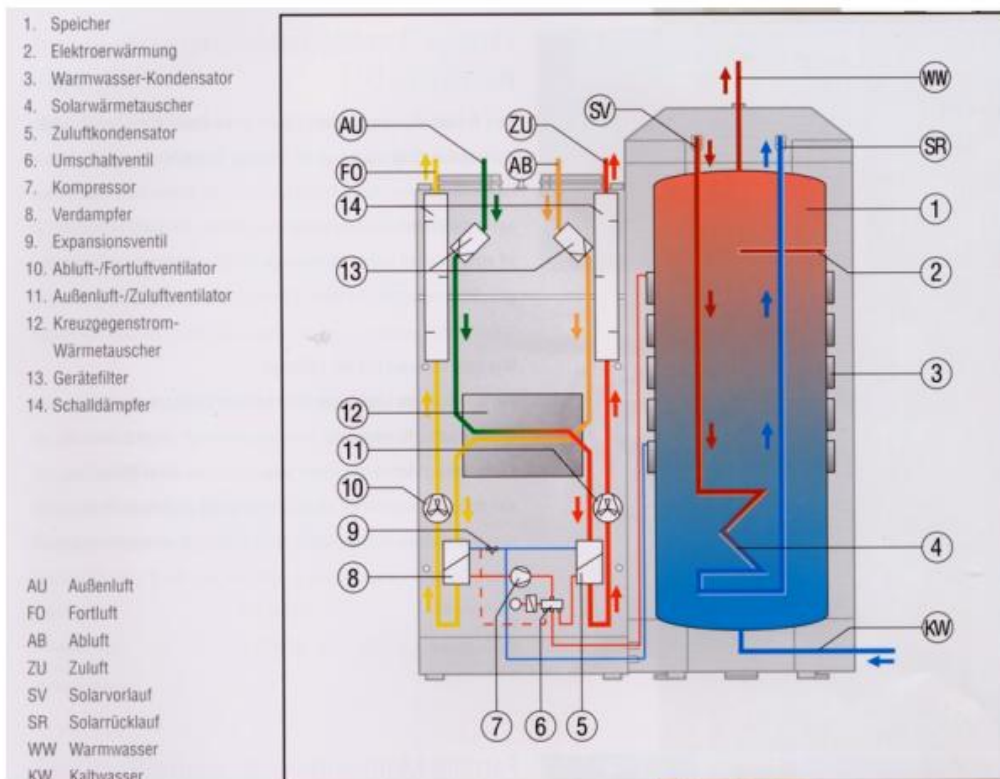 1. Speicher
2. Elektroerwärmung
3. Warmwasser-Kondensator
4. Solarwärmetauscher
5. Zuluftkondensator
6. Umschaltventil
7. Kompressor
8. Verdampfer
9. Expansionsventil
10. Abluft-/Fortluftventilator
11. Außenluft-/Zuluftventilator
12. Kreuzgegenstrom-
Wärmetauscher
13. Gerätefilter
14. Schalldämpfer
AU Außenluft
FO Fortluft
AB Abluft
ZU Zuluft
SV Solarvorlauf
SR Solarrücklauf
WW Warmwasser
KW Kaltwasser
WW
SV
SR
AU
ZU
AB
FO
14
1
13
2
3
12
11
10
9
4
8
KW
7
6
5